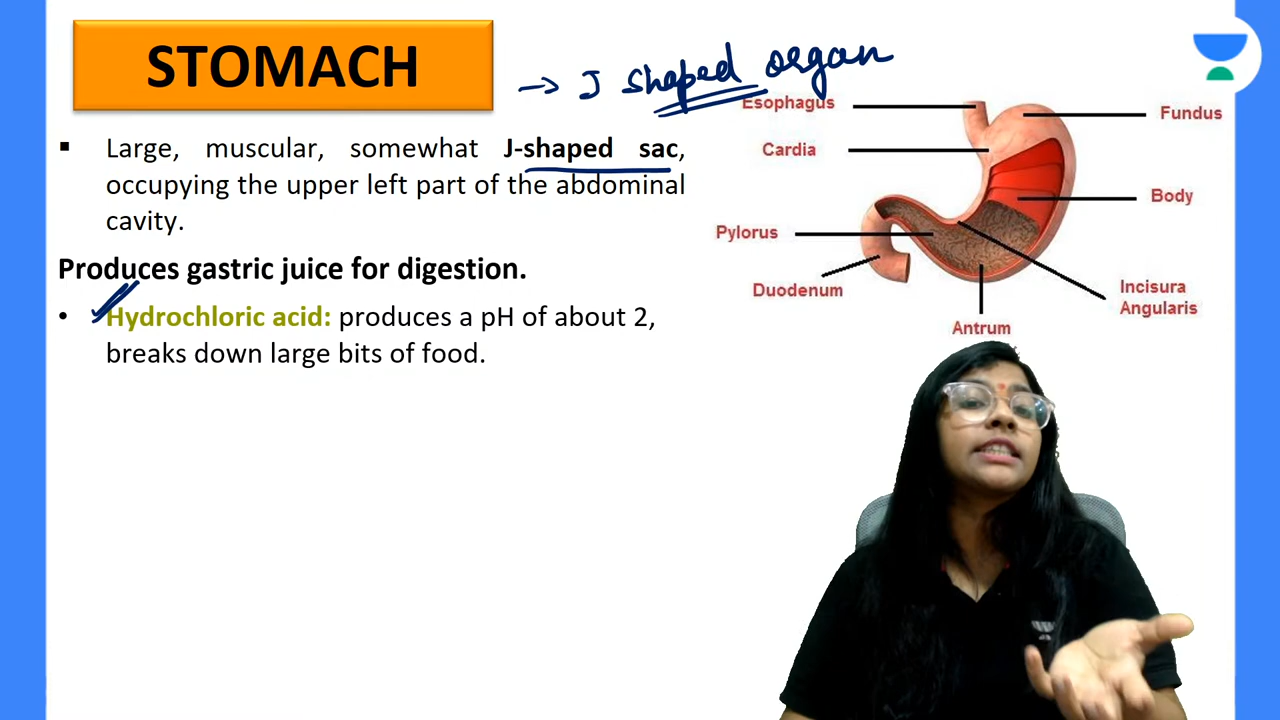 STOMACH
→ J shaped organ
▪ Large, muscular, somewhat J-shaped sac,
occupying the upper left part of the abdominal
cavity.
Produces gastric juice for digestion.
• Hydrochloric acid: produces a pH of about 2,
breaks down large bits of food.
Esophagus
Fundus
Cardia
Body
Pylorus
Duodenum
Incisura
Angularis
Antrum